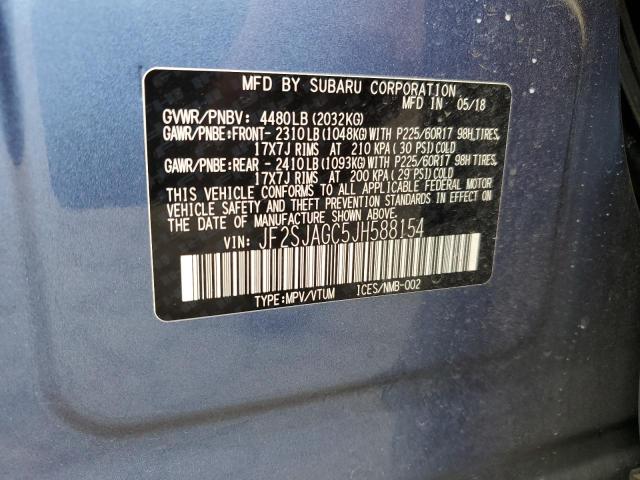 MFD BY SUBARU CORPORATION
MFD IN 05/18
GVWR/PNBV: 4480LB (2032KG)
GAWR/PNBE:FRONT- 2310LB (1048KG) WITH P225/60R17 98H TIRES,
17X7J RIMS AT 210 KPA (30 PSI) COLD
GAWR/PNBE:REAR - 2410LB (1093KG) WITH P225/60R17 98H TIRES,
17X7J RIMS AT 200 KPA (29 PSI) COLD
THIS VEHICLE CONFORMS TO ALL APPLICABLE FEDERAL MOTOR
VEHICLE SAFETY AND THEFT PREVENTION STANDARDS IN EFFECT ON
THE DATE OF MANUFACTURE SHOWN ABOVE.
VIN: JF2SJAGC5JH588154
TYPE:MPV/VTUM ICES/NMB-002